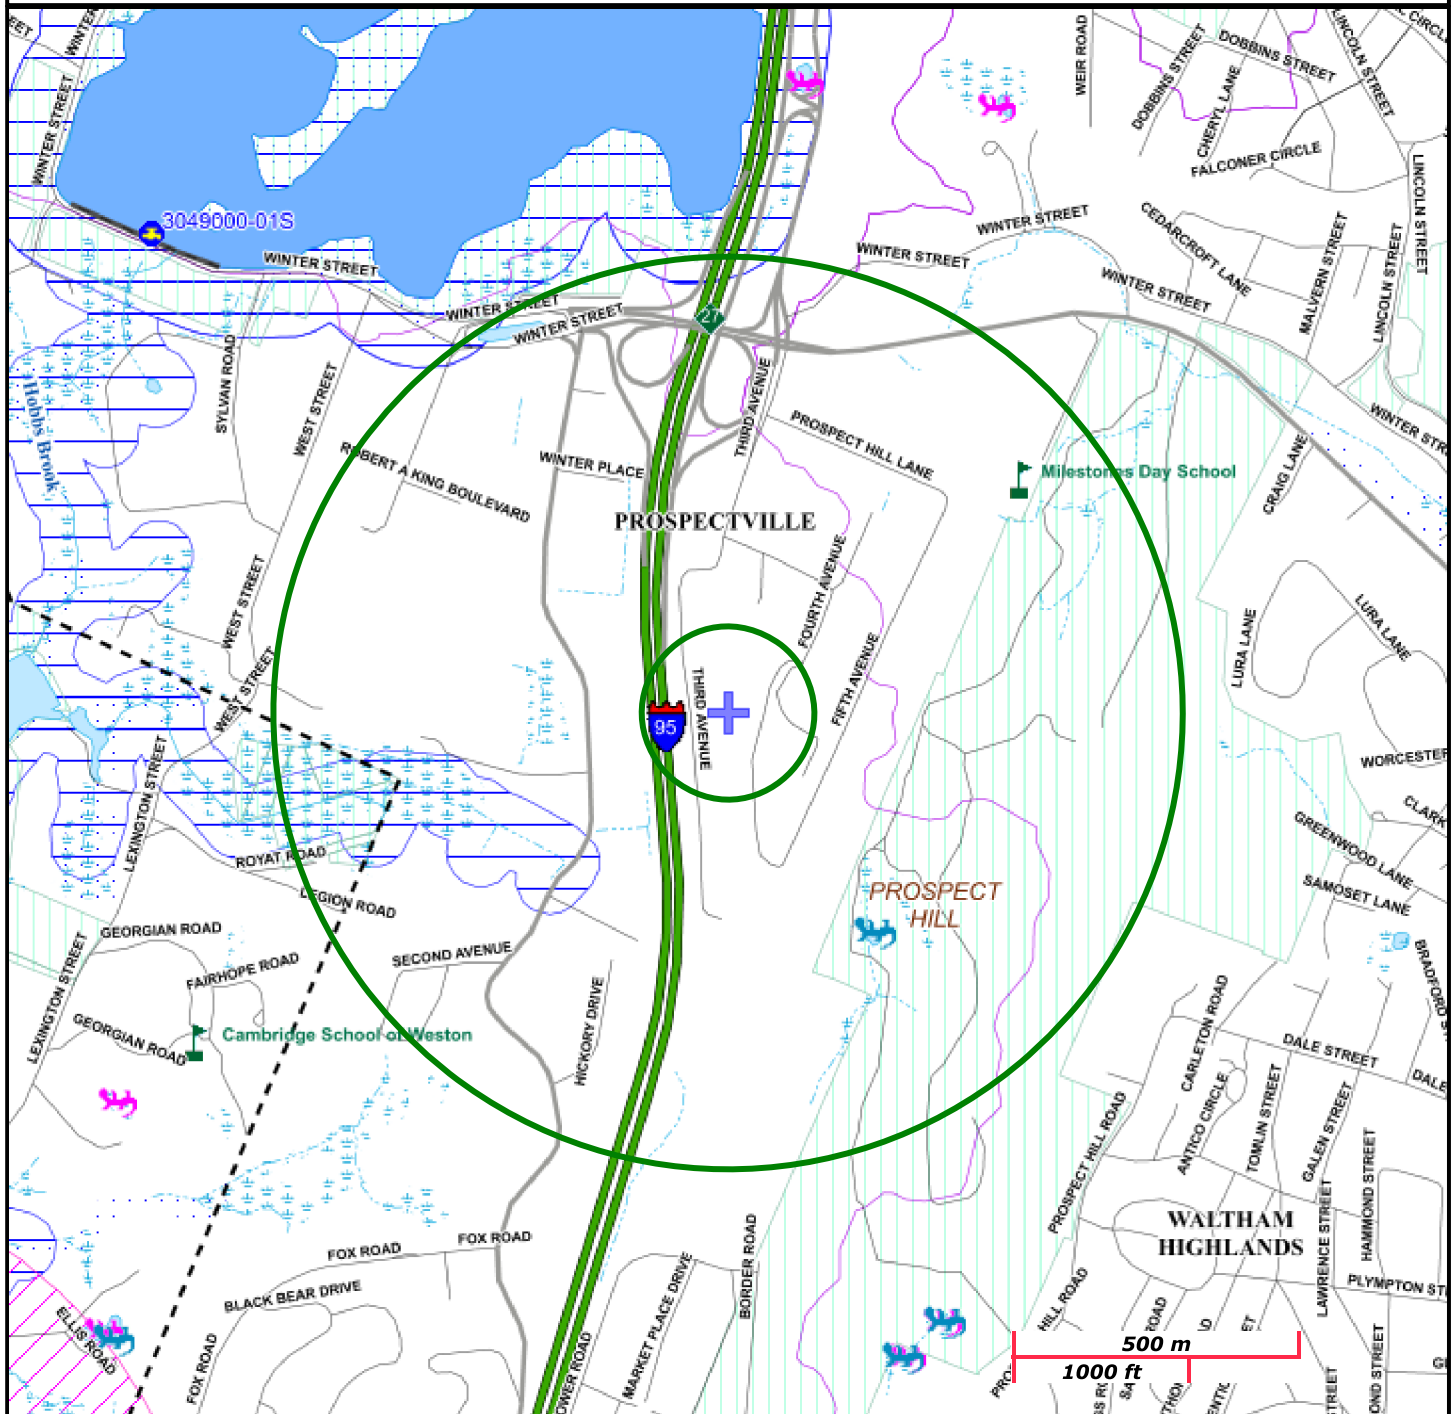 WINTER STREET
WEIR ROAD
DOBBINS STREET
DOBBINS STREET
CHERYL LANE
LINCOLN STREET
FALCONER CIRCLE
WINTER STREET
3049000-01S
WINTER STREET
WINTER STREET
WINTER STREET
CEDARCROFT LANE
MALVERN STREET
LINCOLN STREET
LINCOLN STREET
WINTER STREET
WINTER STREET
WINTER STREET
27
SYLVAN ROAD
WEST STREET
Hobbs Brook
THIRD AVENUE
PROSPECT HILL LANE
ROBERT A KING BOULEVARD
WINTER PLACE
Milestones Day School
CRAIG LANE
WINTER STR
PROSPECTVILLE
FOURTH AVENUE
FIFTH AVENUE
WEST STREET
WEST STREET
LURA LANE
LURA LANE
THIRD AVENUE
95
WORCESTER
LEXINGTON STREET
CLARK
GREENWOOD LANE
SAMOSET LANE
ROYAT ROAD
LEGION ROAD
PROSPECT
HILL
GEORGIAN ROAD
FAIRHOPE ROAD
SECOND AVENUE
LEXINGTON STREET
GEORGIAN ROAD
Cambridge School of Weston
HICKORY DRIVE
BRADFORD S
CARLETON ROAD
DALE STREET
DALE
ANTICO CIRCLE
TOMLIN STREET
GALEN STREET
PROSPECT HILL ROAD
HAMMOND STREET
LAWRENCE STREET
WALTHAM
HIGHLANDS
PLYMPTON ST
FOX ROAD
FOX ROAD
BLACK BEAR DRIVE
ELLIS ROAD
FOX ROAD
BORDER ROAD
MARKET PLACE DRIVE
OWER ROAD
HILL ROAD
500 m
1000 ft